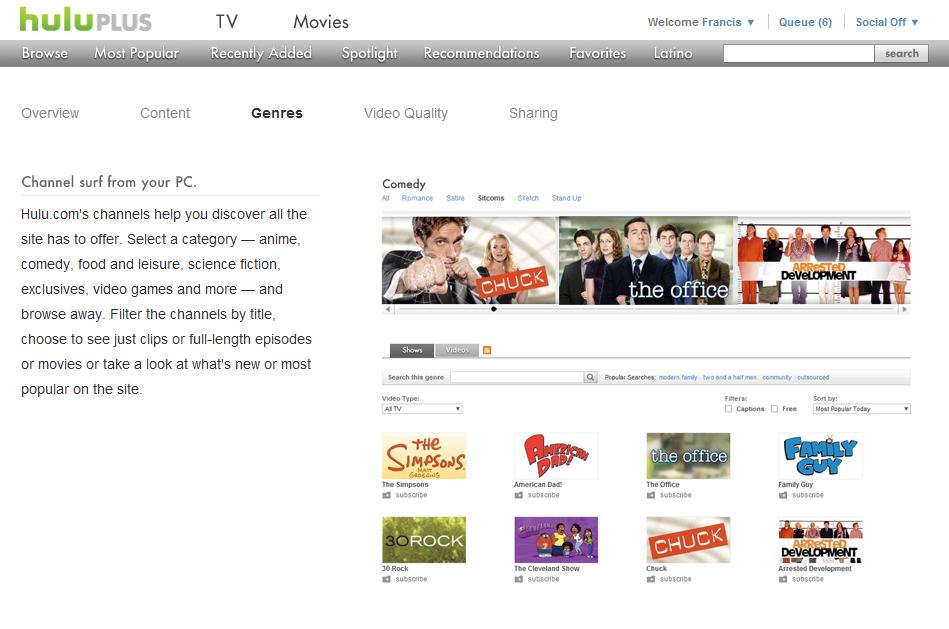 huluPLUS TV Movies Welcome Francis ▼ Queue (6) Social Off ▼
Browse Most Popular Recently Added Spotlight Recommendations Favorites Latino search
Overview Content Genres Video Quality Sharing
Channel surf from your PC.
Hulu.com's channels help you discover all the
site has to offer. Select a category — anime,
comedy, food and leisure, science fiction,
exclusives, video games and more — and
browse away. Filter the channels by title,
choose to see just clips or full-length episodes
or movies or take a look at what's new or most
popular on the site.
Comedy
All Romance Satire Sitcoms Sketch Stand Up
CHUCK the office ARRESTED DEVELOPMENT
Shows Videos
Search this genre Popular Searches: modern family two and a half men community outsourced
Video Type: Filters: Sort by:
All TV Captions Free Most Popular Today
THE SIMPSONS MATT GROENING AMERICAN DAD! the office FAMILY GUY
The Simpsons American Dad! The Office Family Guy
subscribe subscribe subscribe subscribe
30ROCK CLEVELAND CHUCK ARRESTED DEVELOPMENT
30 Rock The Cleveland Show Chuck Arrested Development
subscribe subscribe subscribe subscribe